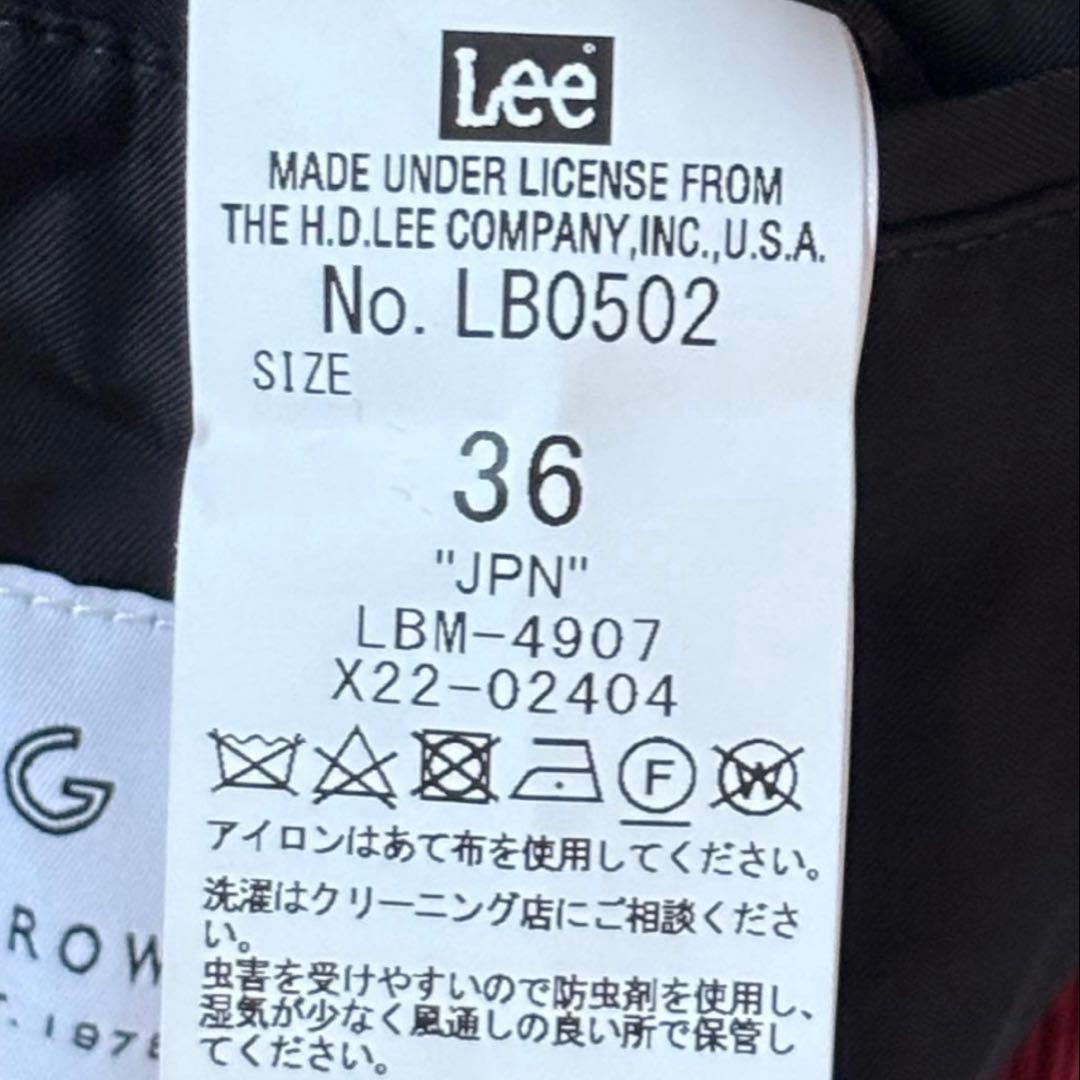 Lee
MADE UNDER LICENSE FROM
THE H.D.LEE COMPANY,INC.,U.S.A.
No. LB0502
SIZE
36
"JPN"
LBM-4907
X22-02404
F
W
アイロンはあて布を使用してください。
洗濯はクリーニング店にご相談くださ
い。
虫害を受けやすいので防虫剤を使用し、
湿気が少なく風通しの良い所で保管し
てください。
G
ROW